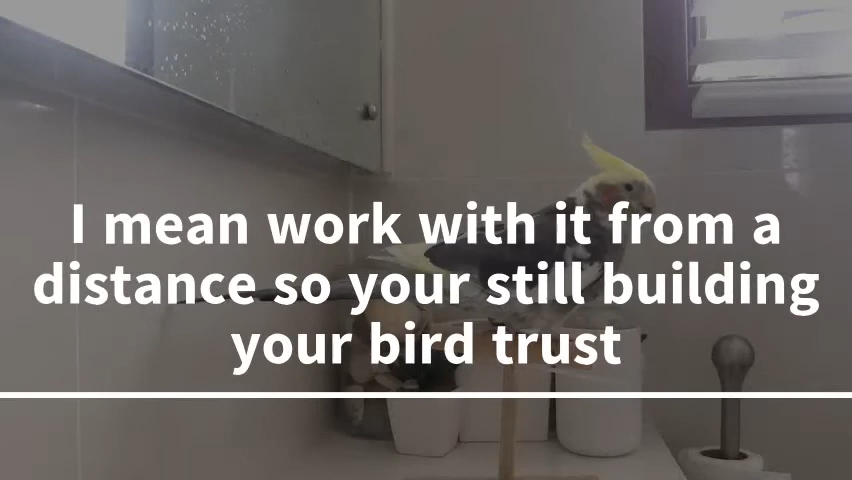 I mean work with it from a
distance so your still building
your bird trust